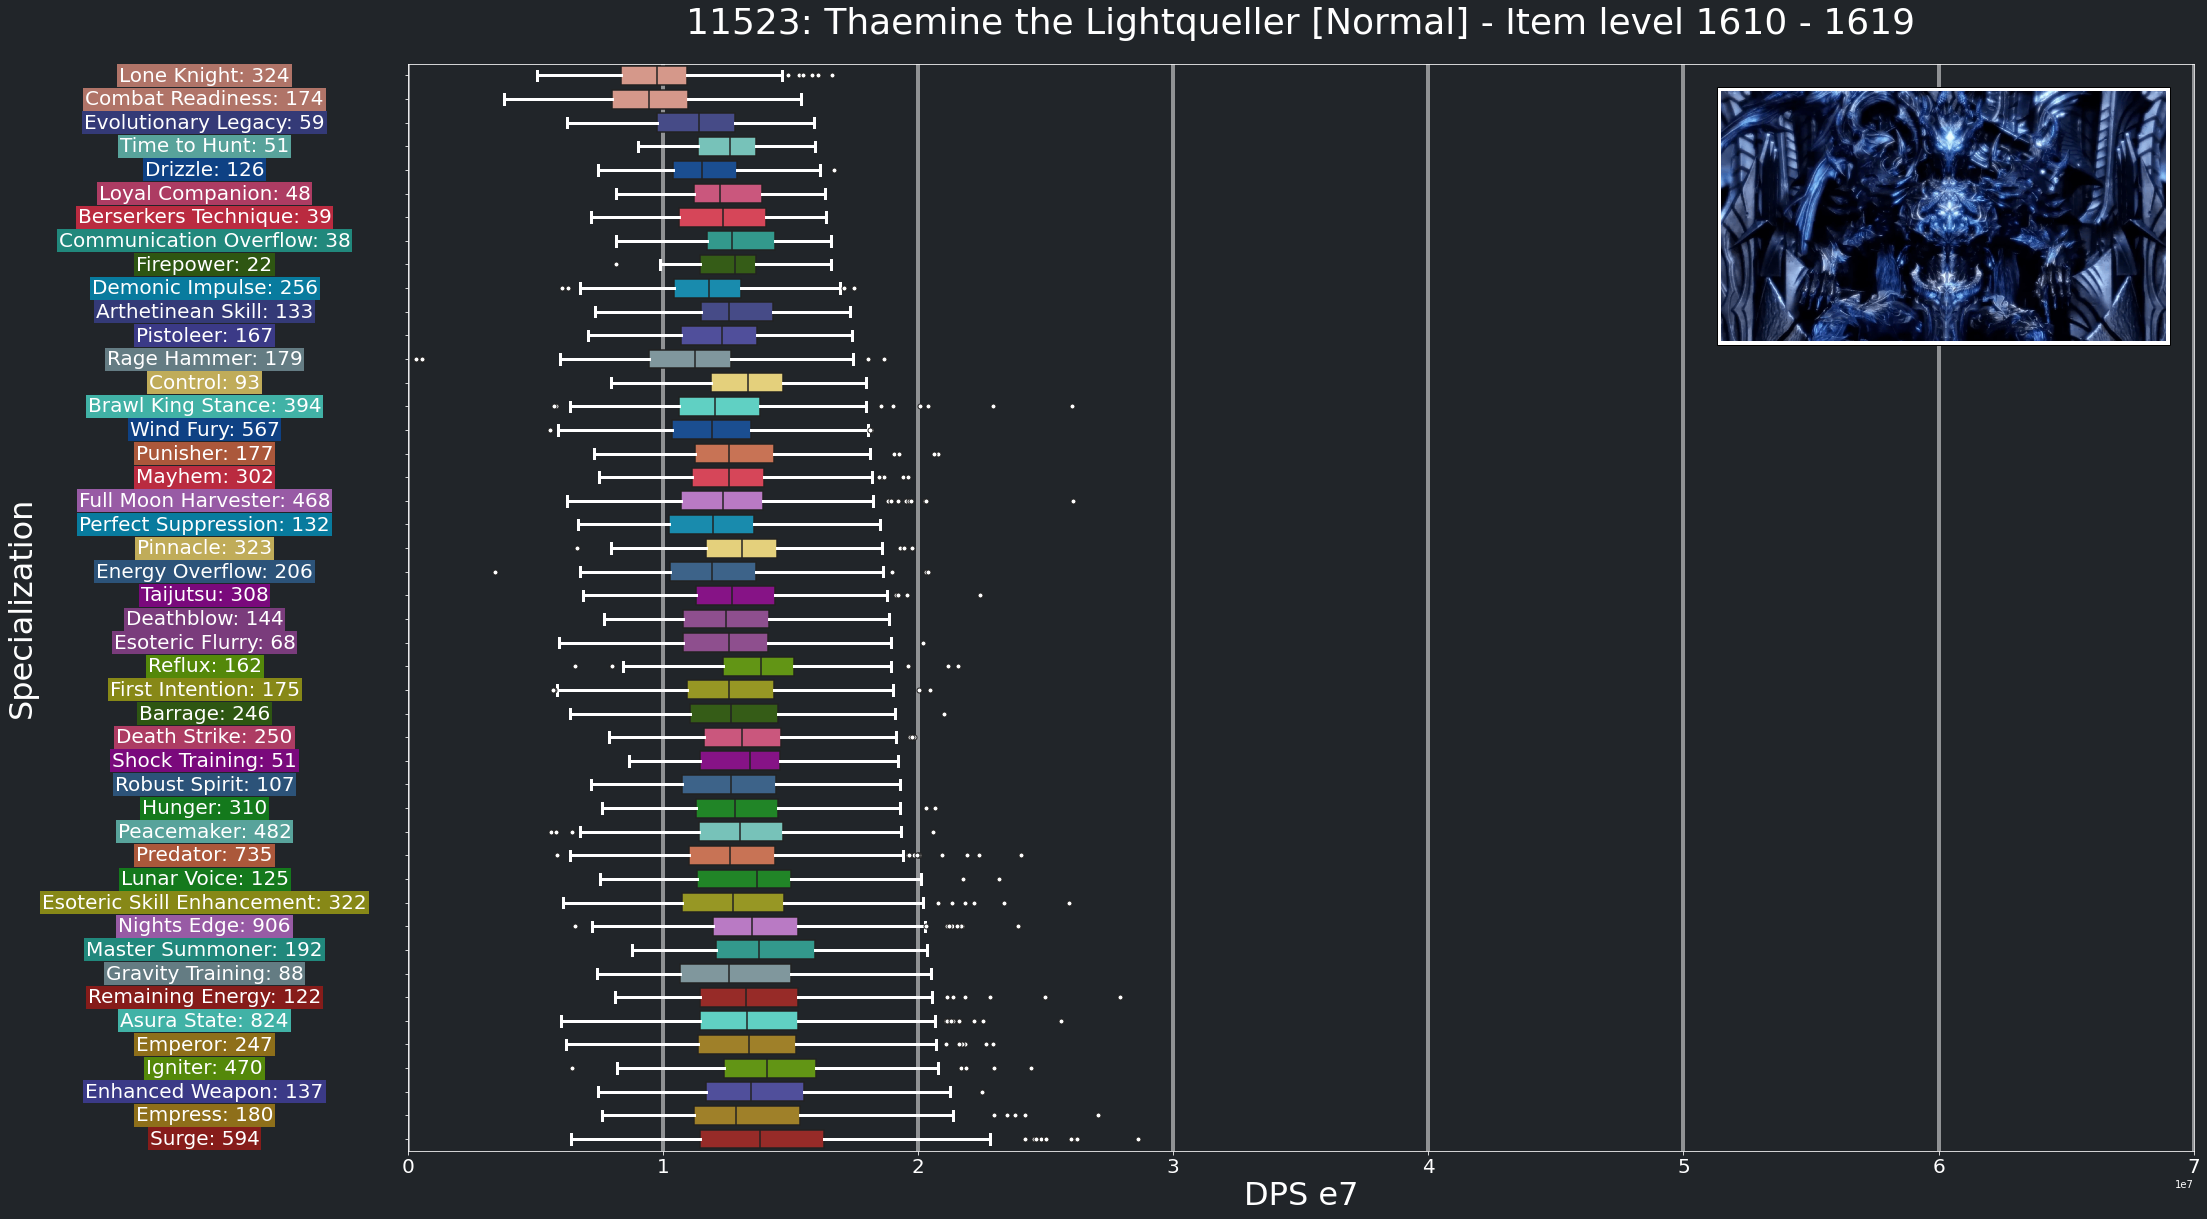 11523: Thaemine the Lightqueller [Normal] - Item level 1610 - 1619
Specialization
Lone Knight: 324
Combat Readiness: 174
Evolutionary Legacy: 59
Time to Hunt: 51
Drizzle: 126
Loyal Companion: 48
Berserkers Technique: 39
Communication Overflow: 38
Firepower: 22
Demonic Impulse: 256
Arthetinean Skill: 133
Pistoleer: 167
Rage Hammer: 179
Control: 93
Brawl King Stance: 394
Wind Fury: 567
Punisher: 177
Mayhem: 302
Full Moon Harvester: 468
Perfect Suppression: 132
Pinnacle: 323
Energy Overflow: 206
Taijutsu: 308
Deathblow: 144
Esoteric Flurry: 68
Reflux: 162
First Intention: 175
Barrage: 246
Death Strike: 250
Shock Training: 51
Robust Spirit: 107
Hunger: 310
Peacemaker: 482
Predator: 735
Lunar Voice: 125
Esoteric Skill Enhancement: 322
Nights Edge: 906
Master Summoner: 192
Gravity Training: 88
Remaining Energy: 122
Asura State: 824
Emperor: 247
Igniter: 470
Enhanced Weapon: 137
Empress: 180
Surge: 594
0 1 2 3 4 5 6 7
1e7
DPS e7